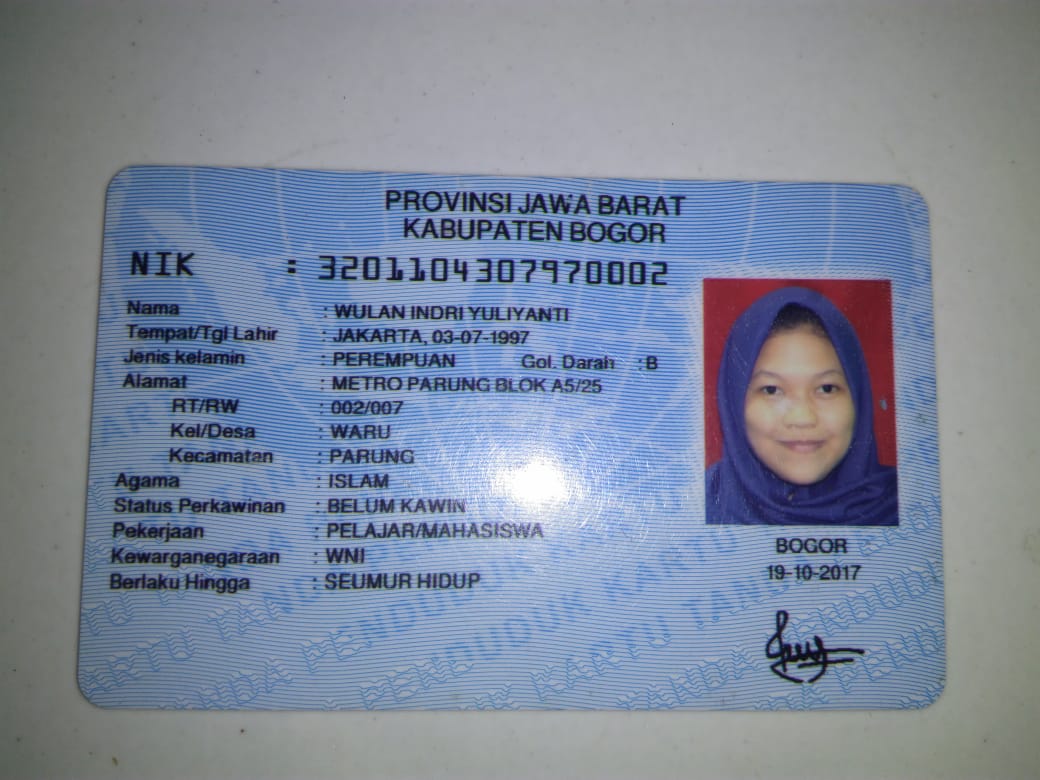 PROVINSI JAWA BARAT
KABUPATEN BOGOR
NIK : 3201104307970002
Nama : WULAN INDRI YULIYANTI
Tempat/Tgl Lahir : JAKARTA, 03-07-1997
Jenis kelamin : PEREMPUAN Gol. Darah : B
Alamat : METRO PARUNG BLOK A5/25
RT/RW : 002/007
Kel/Desa : WARU
Kecamatan : PARUNG
Agama : ISLAM
Status Perkawinan : BELUM KAWIN
Pekerjaan : PELAJAR/MAHASISWA
Kewarganegaraan : WNI
Berlaku Hingga : SEUMUR HIDUP
BOGOR
19-10-2017